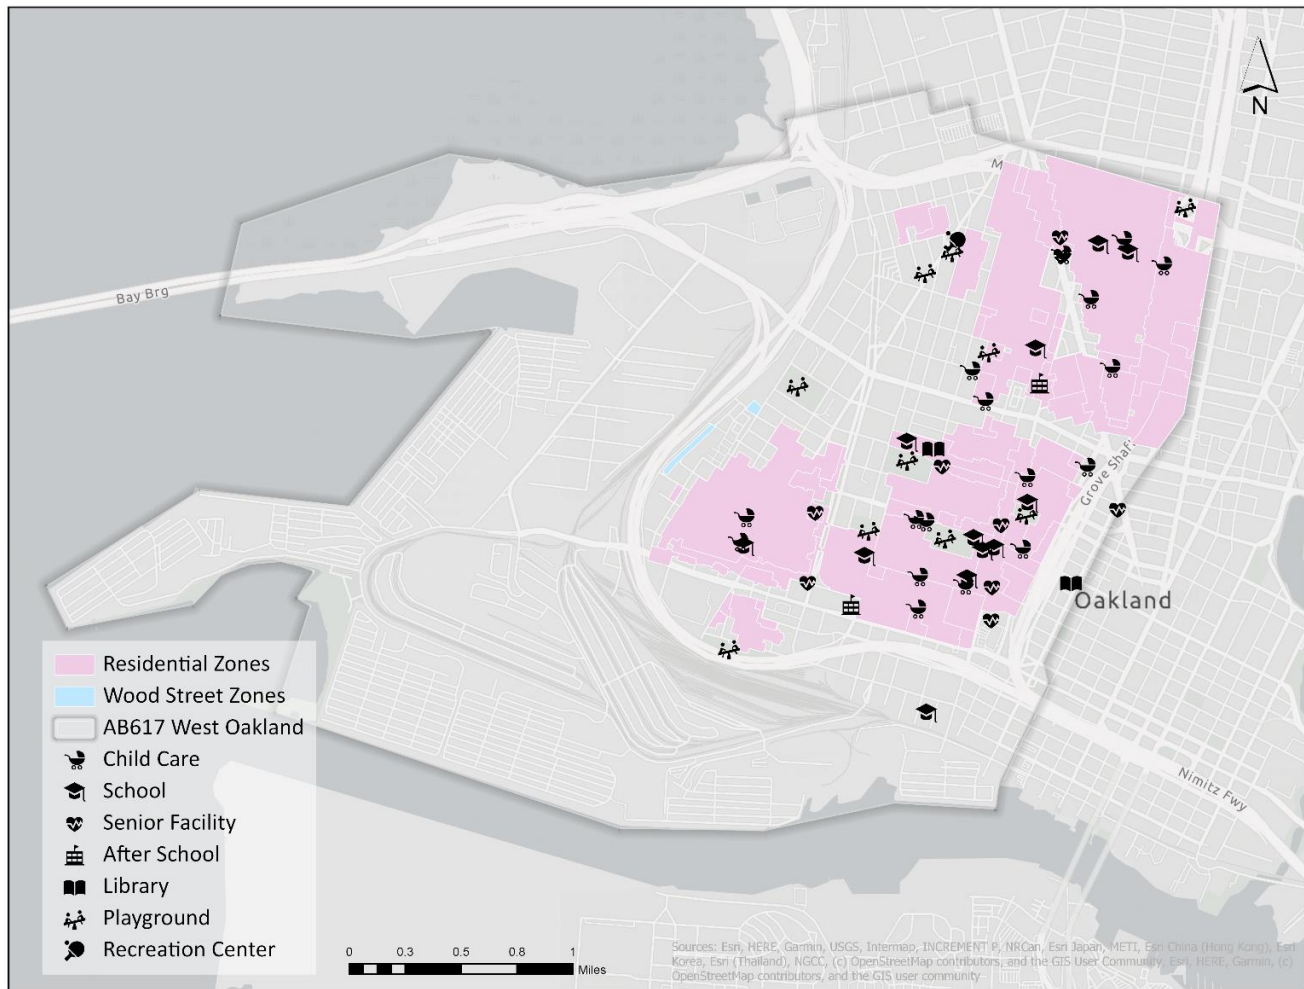 N
M
Bay Brg
Grove Shaft
Oakland
Nimitz Fwy
Residential Zones
Wood Street Zones
AB617 West Oakland
Child Care
School
Senior Facility
After School
Library
Playground
Recreation Center
0 0.3 0.5 0.8 1
Miles
Sources: Esri, HERE, Garmin, USGS, Intermap, INCREMENT P, NRCan, Esri Japan, METI, Esri China (Hong Kong), Esri
Korea, Esri (Thailand), NGCC, (c) OpenStreetMap contributors, and the GIS User Community, Esri, HERE, Garmin, (c)
OpenStreetMap contributors, and the GIS user community